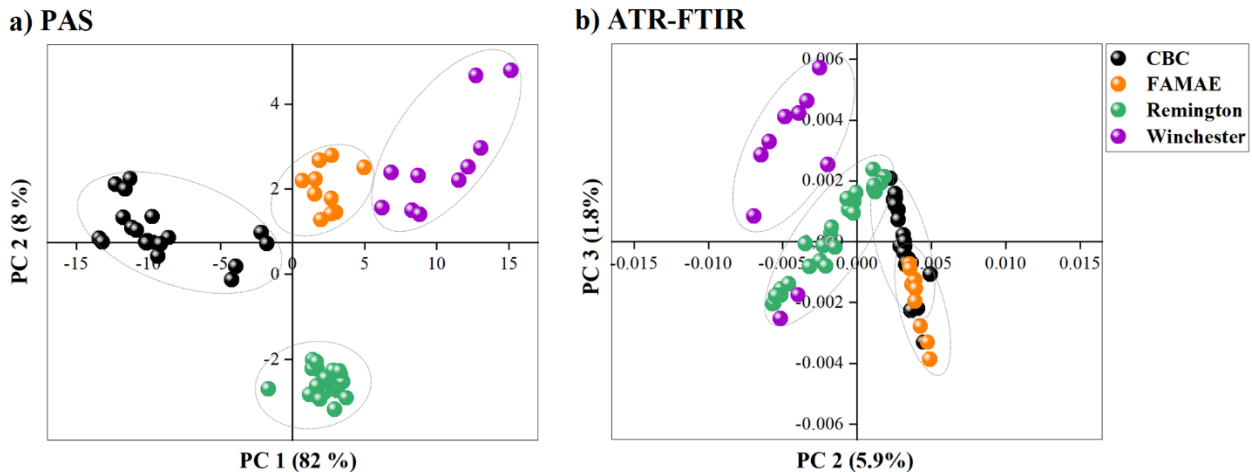 a) PAS
b) ATR-FTIR
PC 2 (8 %)
4
2
0
-2
-15
-10
-5
0
5
10
15
PC 1 (82 %)
PC 3 (1.8%)
0.006
0.004
0.002
0.000
-0.002
-0.004
-0.006
-0.015
-0.010
-0.005
0.000
0.005
0.010
0.015
PC 2 (5.9%)
CBC
FAMAE
Remington
Winchester